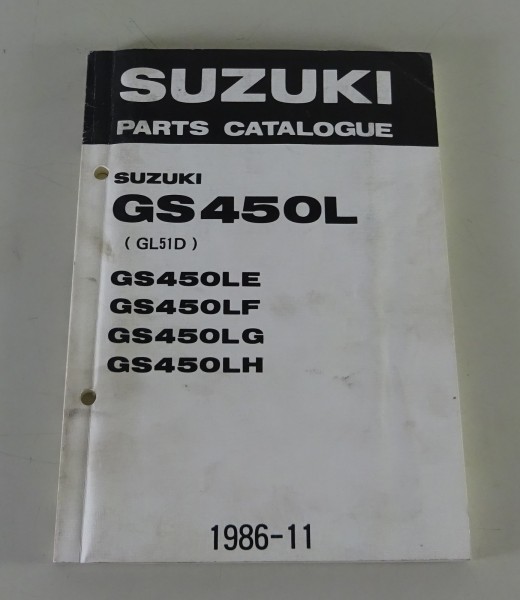 SUZUKI
PARTS CATALOGUE
SUZUKI
GS450L
( GL51D )
GS450LE
GS450LF
GS450LG
GS450LH
1986-11